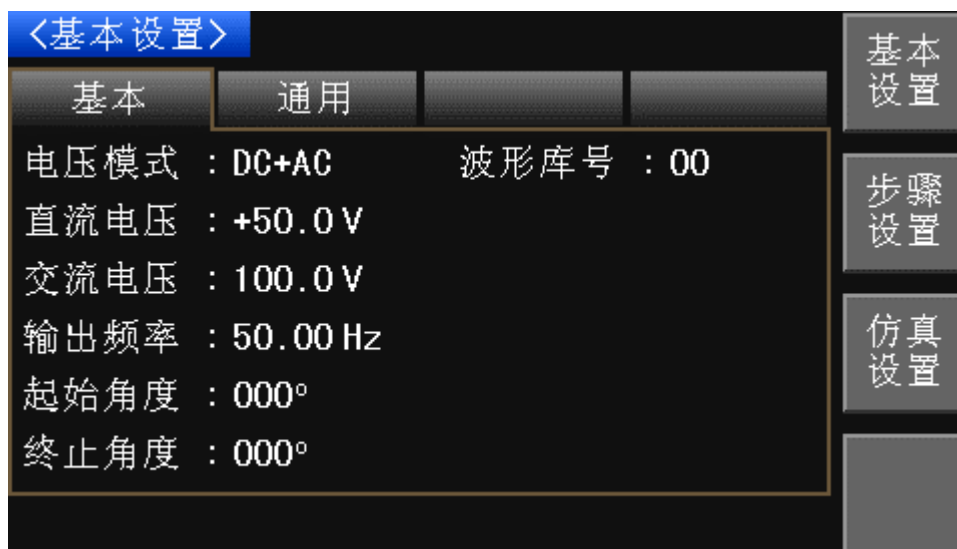 <基本设置>
基本 通用
电压模式 : DC+AC 波形库号 : 00
直流电压 : +50.0 V
交流电压 : 100.0 V
输出频率 : 50.00 Hz
起始角度 : 000°
终止角度 : 000°
基本
设置
步骤
设置
仿真
设置